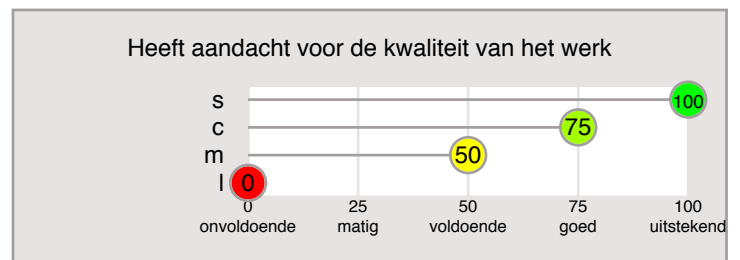 Heeft aandacht voor de kwaliteit van het werk
s 100
c 75
m 50
l 0
0 25 50 75 100
onvoldoende matig voldoende goed uitstekend